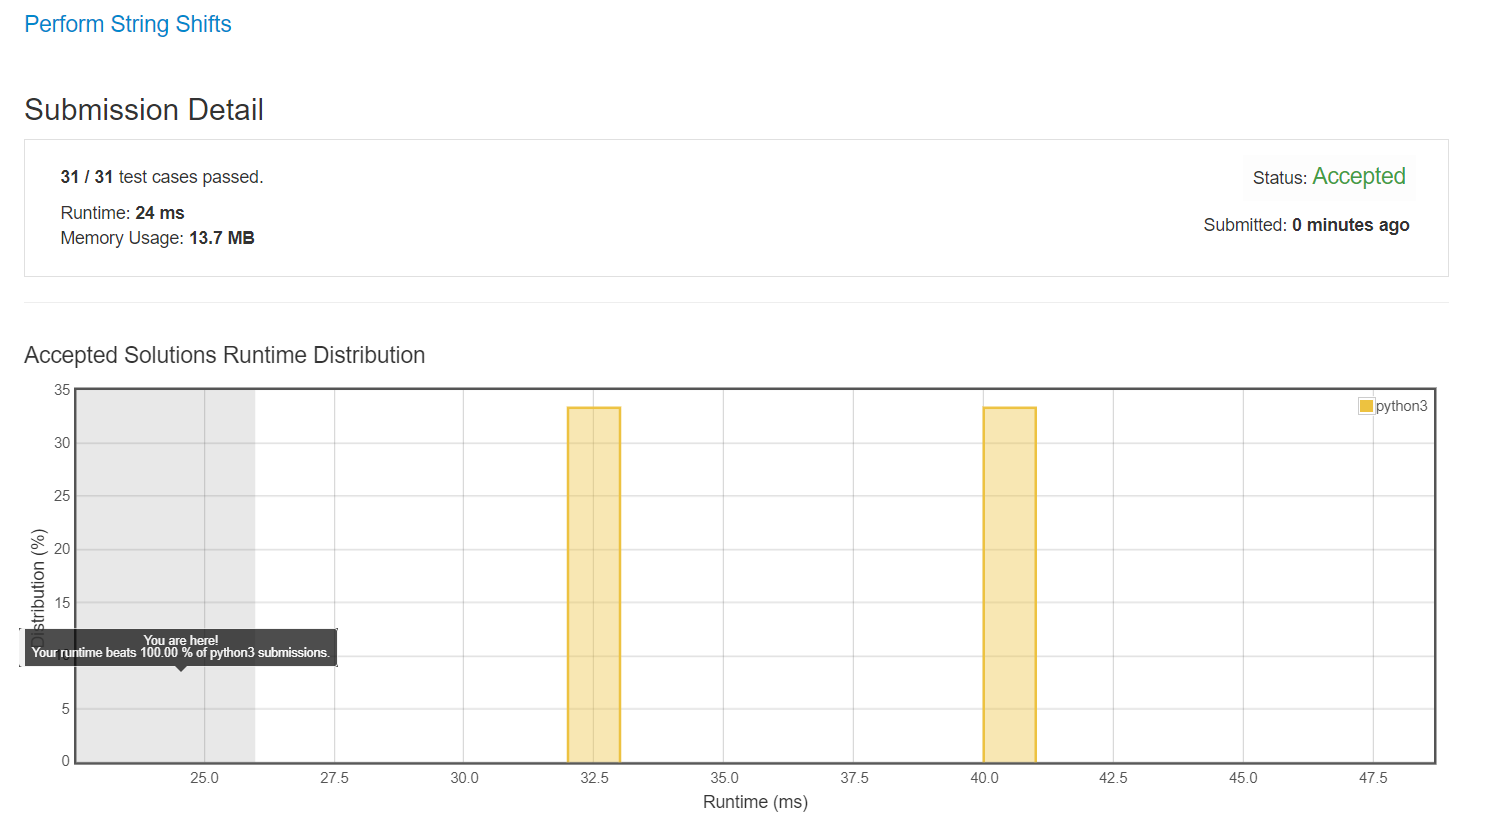 Perform String Shifts
Submission Detail
31 / 31 test cases passed.
Status: Accepted
Runtime: 24 ms
Submitted: 0 minutes ago
Memory Usage: 13.7 MB
Accepted Solutions Runtime Distribution
35
python3
30
25
20
15
Distribution (%)
You are here!
Your runtime beats 100.00 % of python3 submissions.
5
0
25.0 27.5 30.0 32.5 35.0 37.5 40.0 42.5 45.0 47.5
Runtime (ms)